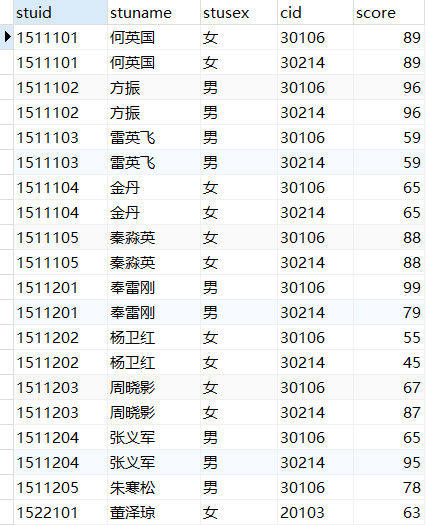 stuid stuname stusex cid score
1511101 何英国 女 30106 89
1511101 何英国 女 30214 89
1511102 方振 男 30106 96
1511102 方振 男 30214 96
1511103 雷英飞 男 30106 59
1511103 雷英飞 男 30214 59
1511104 金丹 女 30106 65
1511104 金丹 女 30214 65
1511105 秦淼英 女 30106 88
1511105 秦淼英 女 30214 88
1511201 奉雷刚 男 30106 99
1511201 奉雷刚 男 30214 79
1511202 杨卫红 女 30106 55
1511202 杨卫红 女 30214 45
1511203 周晓影 女 30106 67
1511203 周晓影 女 30214 87
1511204 张义军 男 30106 65
1511204 张义军 男 30214 95
1511205 朱寒松 男 30106 78
1522101 董泽琼 女 20103 63